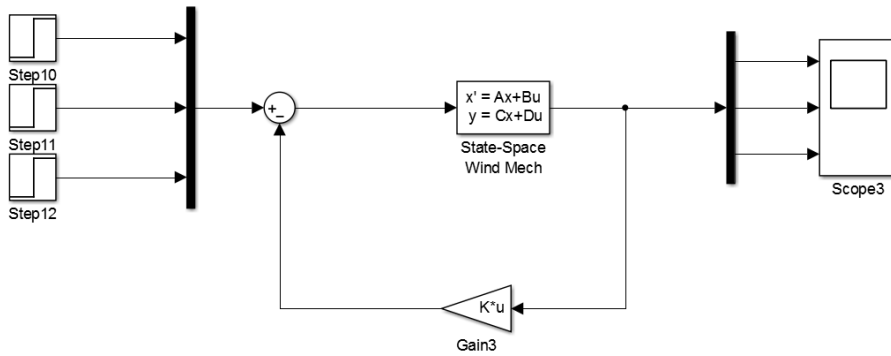 Step10
Step11
Step12
+
−
x' = Ax+Bu
y = Cx+Du
State-Space
Wind Mech
K*u
Gain3
Scope3